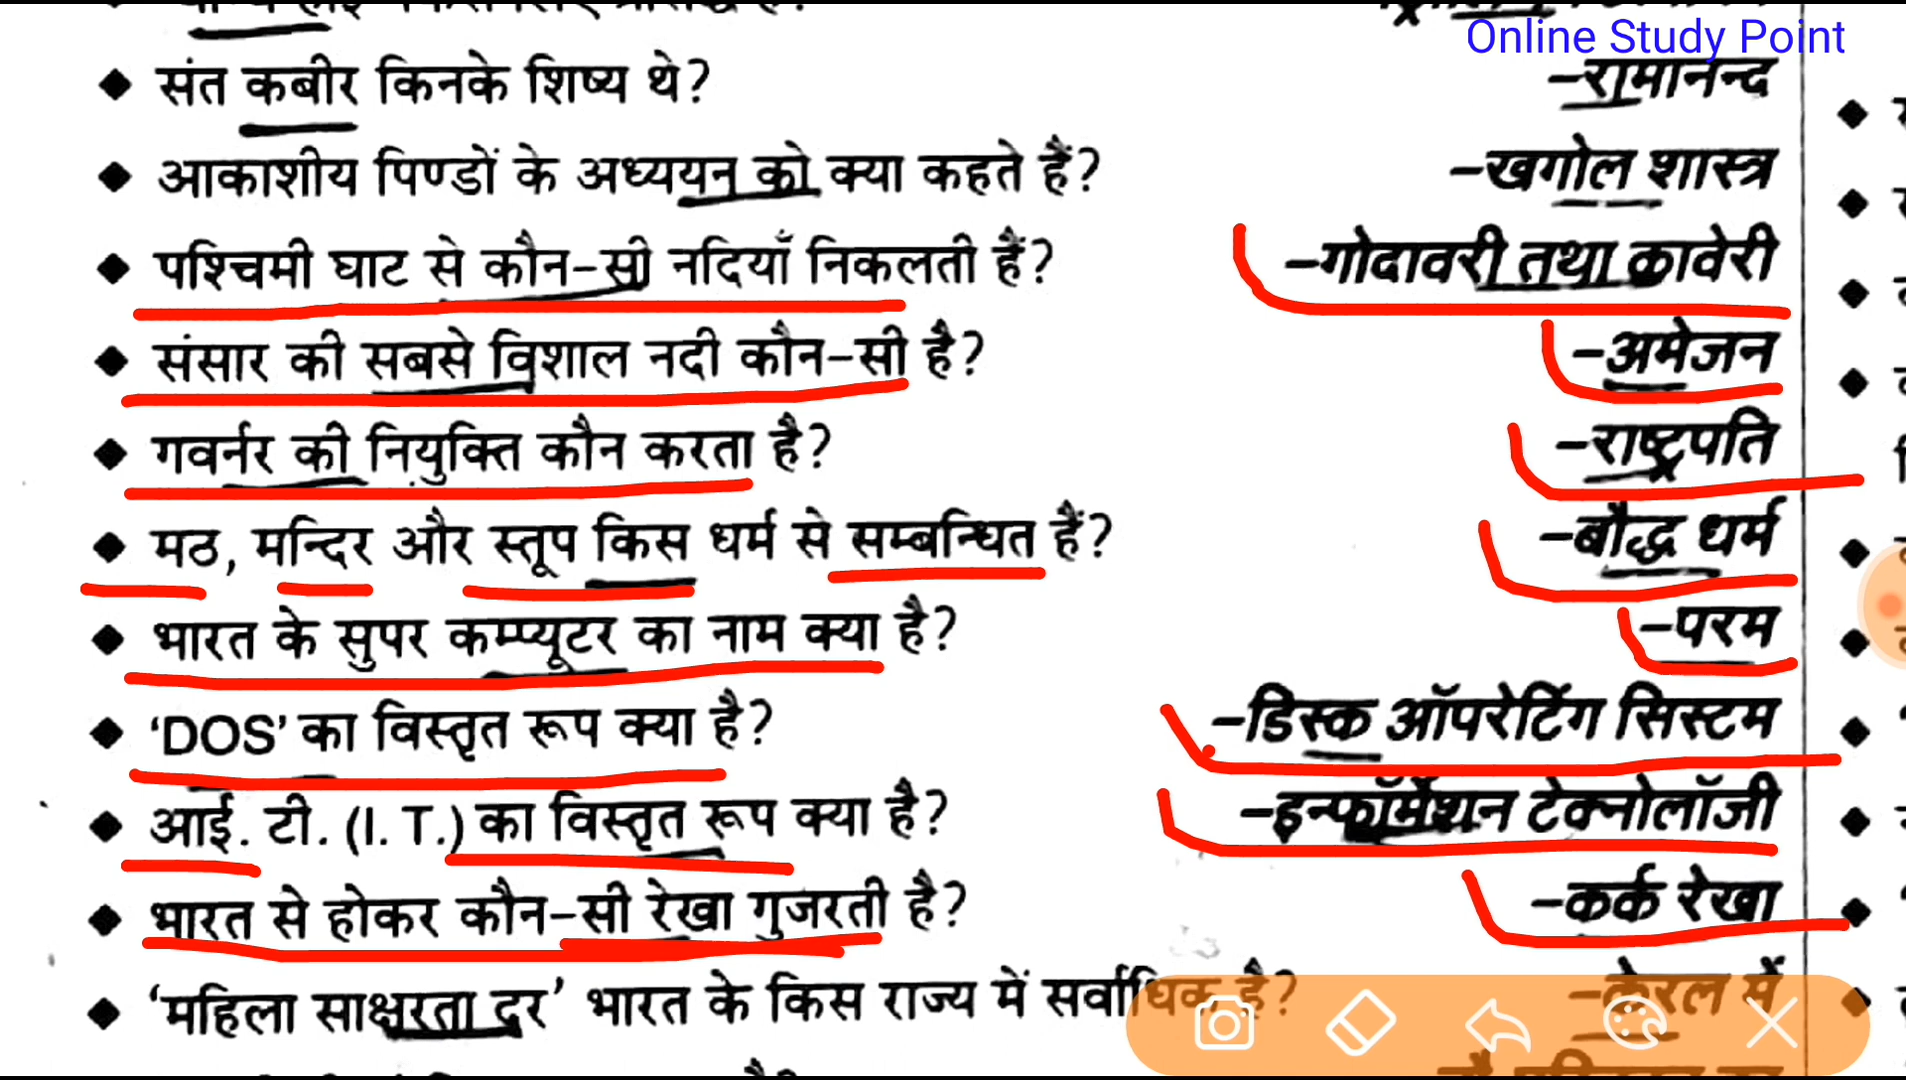 Online Study Point
◆ संत कबीर किनके शिष्य थे? –रामानन्द
◆ आकाशीय पिण्डों के अध्ययन को क्या कहते हैं? –खगोल शास्त्र
◆ पश्चिमी घाट से कौन-सी नदियाँ निकलती हैं? –गोदावरी तथा कावेरी
◆ संसार की सबसे विशाल नदी कौन-सी है? –अमेजन
◆ गवर्नर की नियुक्ति कौन करता है? –राष्ट्रपति
◆ मठ, मन्दिर और स्तूप किस धर्म से सम्बन्धित हैं? –बौद्ध धर्म
◆ भारत के सुपर कम्प्यूटर का नाम क्या है? –परम
◆ ‘DOS’ का विस्तृत रूप क्या है? –डिस्क ऑपरेटिंग सिस्टम
◆ आई. टी. (I. T.) का विस्तृत रूप क्या है? –इन्फॉर्मेशन टेक्नोलॉजी
◆ भारत से होकर कौन-सी रेखा गुजरती है? –कर्क रेखा
◆ ‘महिला साक्षरता दर’ भारत के किस राज्य में सर्वाधिक है? –केरल में